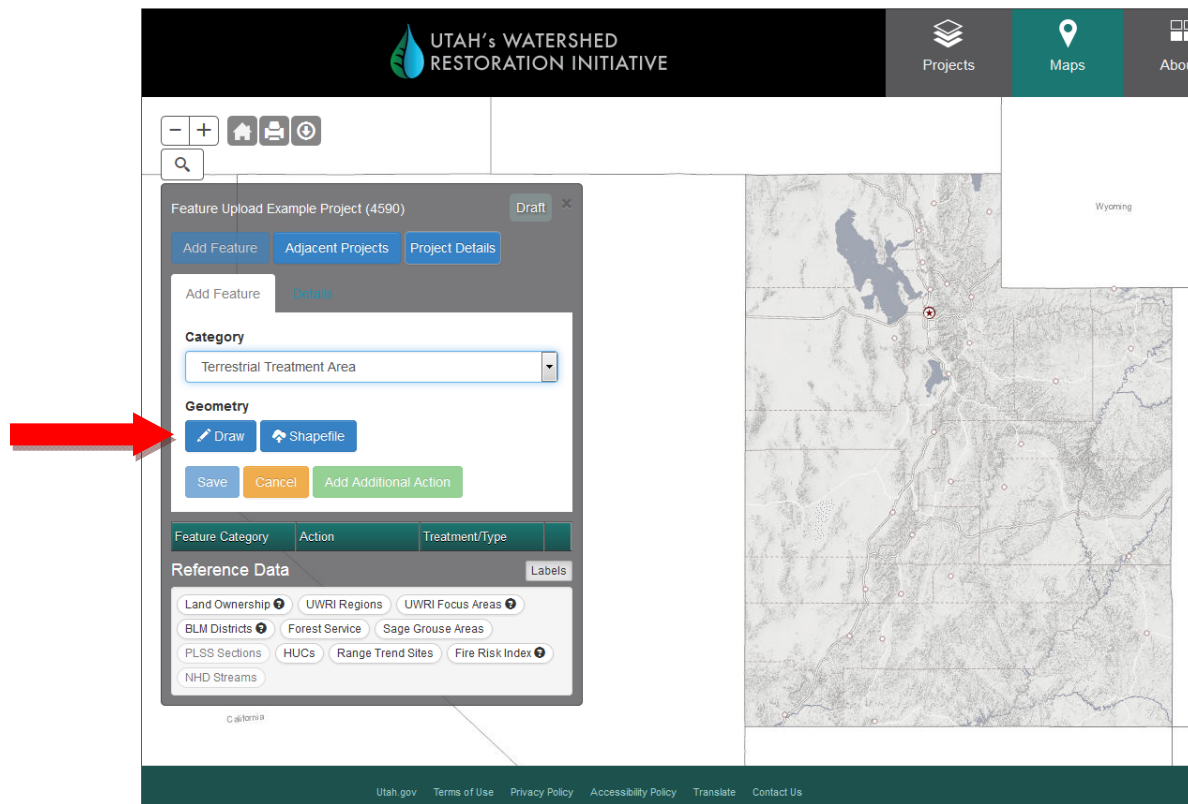 UTAH's WATERSHED
RESTORATION INITIATIVE
Projects
Maps
Abou
− +
Wyoming
Feature Upload Example Project (4590)
Draft ×
Add Feature Adjacent Projects Project Details
Add Feature Details
Category
Terrestrial Treatment Area
Geometry
Draw Shapefile
Save Cancel Add Additional Action
Feature Category Action Treatment/Type
Reference Data Labels
Land Ownership ? UWRI Regions UWRI Focus Areas ?
BLM Districts ? Forest Service Sage Grouse Areas
PLSS Sections HUCs Range Trend Sites Fire Risk Index ?
NHD Streams
California
Utah.gov Terms of Use Privacy Policy Accessibility Policy Translate Contact Us